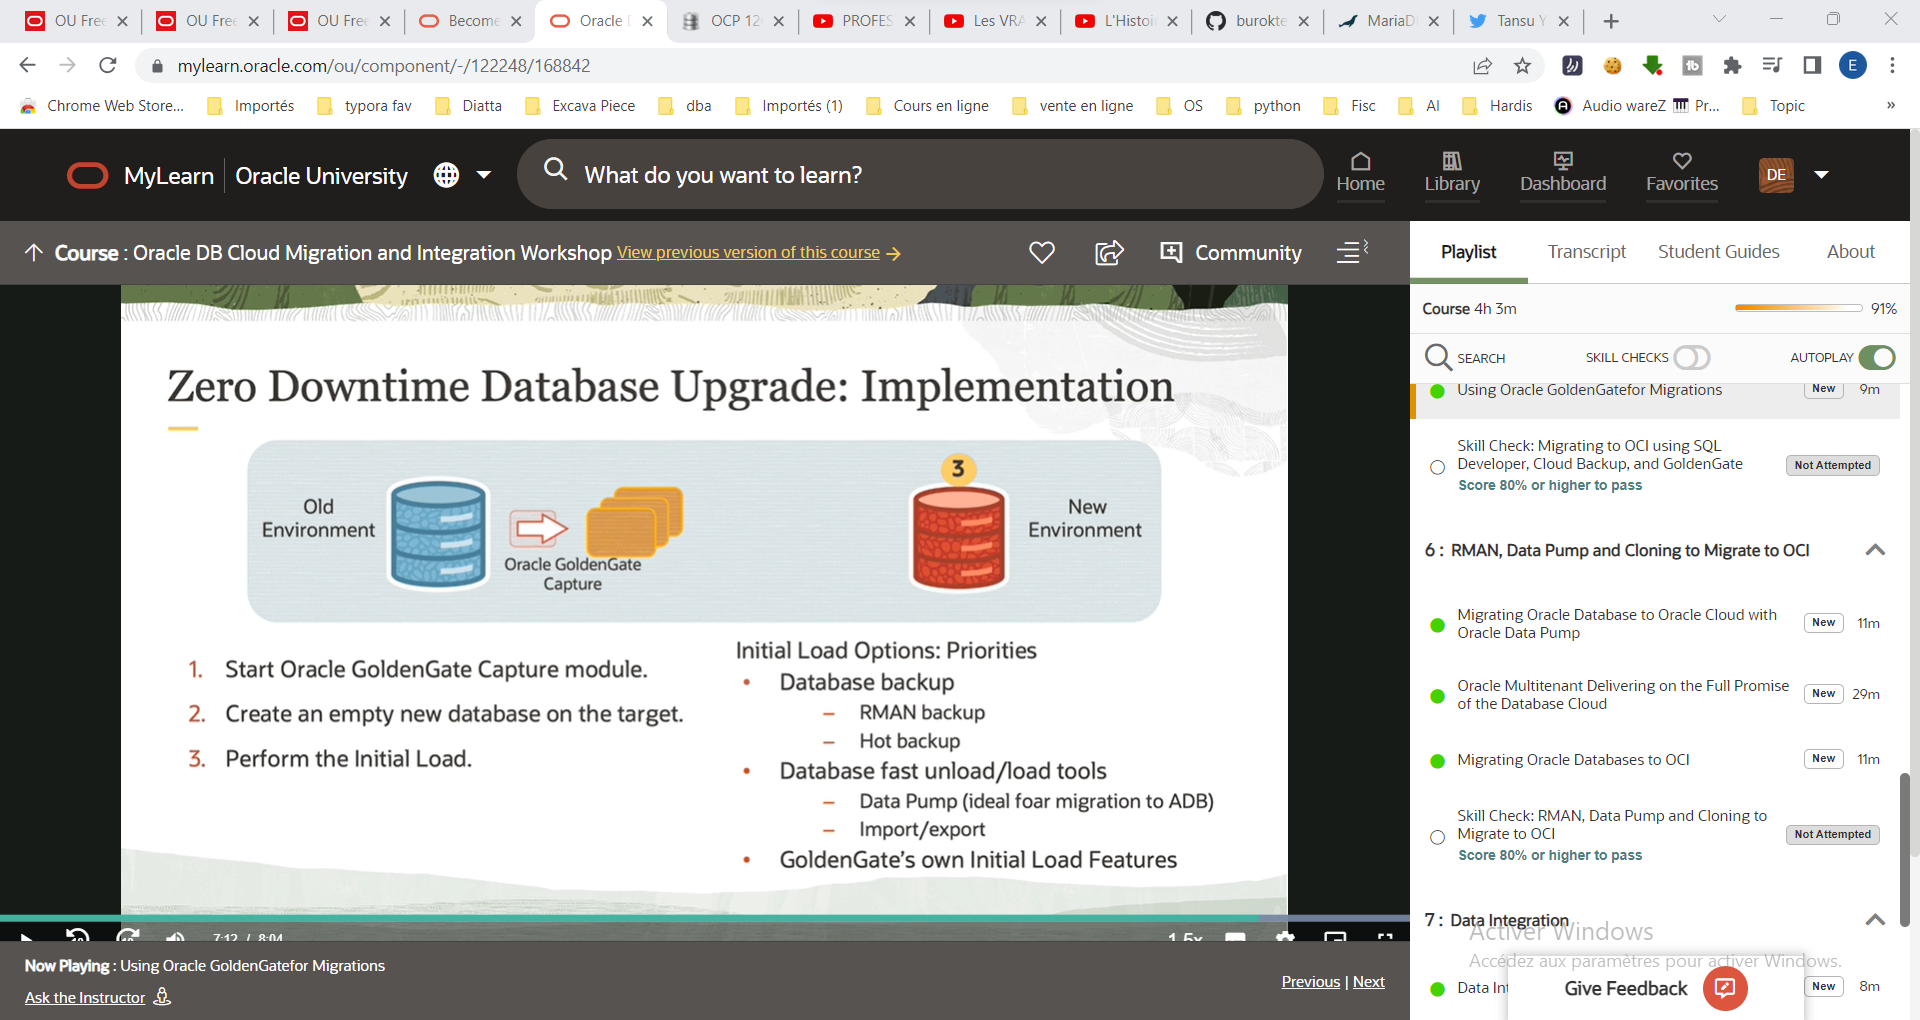 OU Free
OU Free
OU Free
Become
Oracle
OCP 12
PROFES
Les VRA
L'Histoi
burokte
MariaD
Tansu Y
mylearn.oracle.com/ou/component/-/122248/168842
E
Chrome Web Store...
Importés
typora fav
Diatta
Excava Piece
dba
Importés (1)
Cours en ligne
vente en ligne
OS
python
Fisc
AI
Hardis
Audio wareZ
Pr...
Topic
»
MyLearn
Oracle University
What do you want to learn?
Home
Library
Dashboard
Favorites
DE
Course : Oracle DB Cloud Migration and Integration Workshop View previous version of this course
Community
Playlist
Transcript
Student Guides
About
Course 4h 3m
91%
SEARCH
SKILL CHECKS
AUTOPLAY
Zero Downtime Database Upgrade: Implementation
Old
Environment
Oracle GoldenGate
Capture
3
New
Environment
1. Start Oracle GoldenGate Capture module.
2. Create an empty new database on the target.
3. Perform the Initial Load.
Initial Load Options: Priorities
• Database backup
– RMAN backup
– Hot backup
• Database fast unload/load tools
– Data Pump (ideal foar migration to ADB)
– Import/export
• GoldenGate's own Initial Load Features
7:12 / 8:04
1.5x
Now Playing : Using Oracle GoldenGatefor Migrations
Ask the Instructor
Previous | Next
Using Oracle GoldenGatefor Migrations
New
9m
Skill Check: Migrating to OCI using SQL
Developer, Cloud Backup, and GoldenGate
Score 80% or higher to pass
Not Attempted
6 : RMAN, Data Pump and Cloning to Migrate to OCI
Migrating Oracle Database to Oracle Cloud with
Oracle Data Pump
New
11m
Oracle Multitenant Delivering on the Full Promise
of the Database Cloud
New
29m
Migrating Oracle Databases to OCI
New
11m
Skill Check: RMAN, Data Pump and Cloning to
Migrate to OCI
Score 80% or higher to pass
Not Attempted
7 : Data Integration
Activer Windows
Accédez aux paramètres pour activer Windows.
Data Int
Give Feedback
New
8m